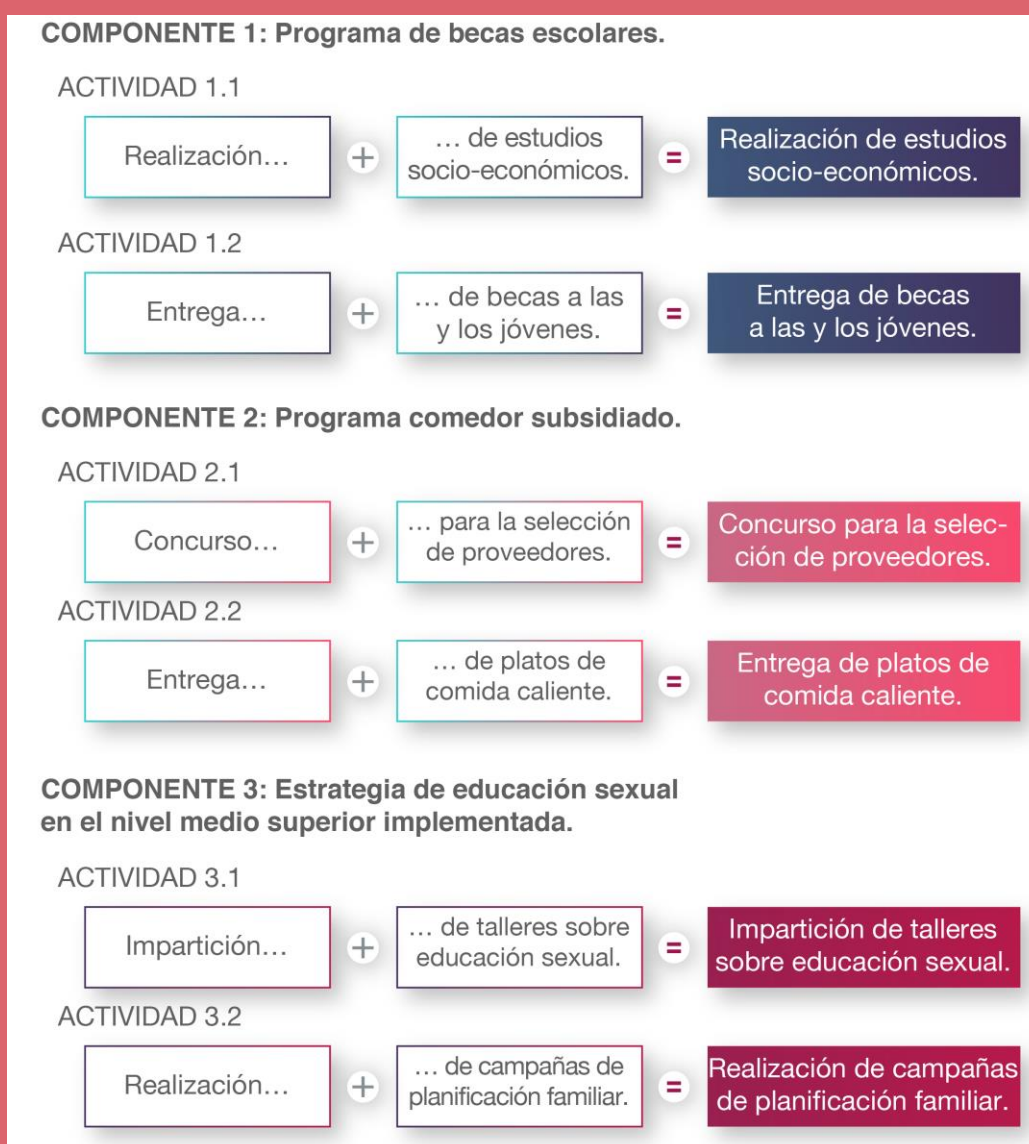 COMPONENTE 1: Programa de becas escolares.
ACTIVIDAD 1.1
Realización…
+
… de estudios
socio-económicos.
=
Realización de estudios
socio-económicos.
ACTIVIDAD 1.2
Entrega…
+
… de becas a las
y los jóvenes.
=
Entrega de becas
a las y los jóvenes.
COMPONENTE 2: Programa comedor subsidiado.
ACTIVIDAD 2.1
Concurso…
+
… para la selección
de proveedores.
=
Concurso para la selec-
ción de proveedores.
ACTIVIDAD 2.2
Entrega…
+
… de platos de
comida caliente.
=
Entrega de platos de
comida caliente.
COMPONENTE 3: Estrategia de educación sexual
en el nivel medio superior implementada.
ACTIVIDAD 3.1
Impartición…
+
… de talleres sobre
educación sexual.
=
Impartición de talleres
sobre educación sexual.
ACTIVIDAD 3.2
Realización…
+
… de campañas de
planificación familiar.
=
Realización de campañas
de planificación familiar.